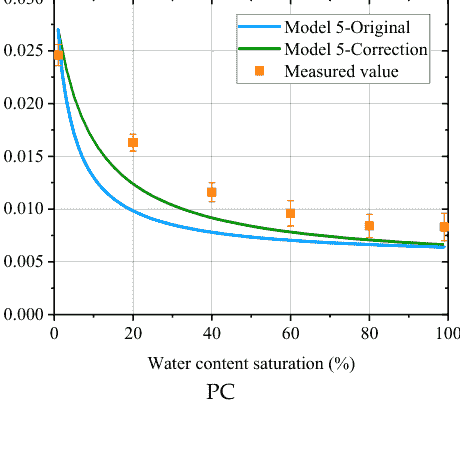 0.030
Model 5-Original
0.025
Model 5-Correction
Measured value
0.020
0.015
0.010
0.005
0.000
0 20 40 60 80 100
Water content saturation (%)
PC